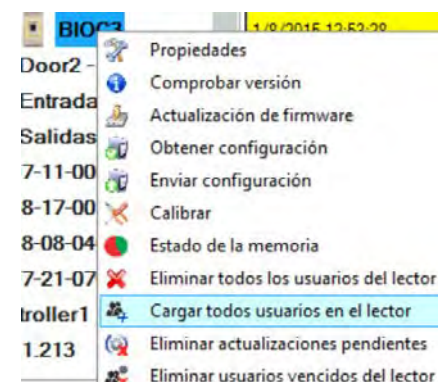 BIOC3
1/8/2015 12:53:28
Door2 -
Entrada
Salidas
7-11-00
8-17-00
8-08-04
7-21-07
troller1
1.213
Propiedades
Comprobar versión
Actualización de firmware
Obtener configuración
Enviar configuración
Calibrar
Estado de la memoria
Eliminar todos los usuarios del lector
Cargar todos usuarios en el lector
Eliminar actualizaciones pendientes
Eliminar usuarios vencidos del lector